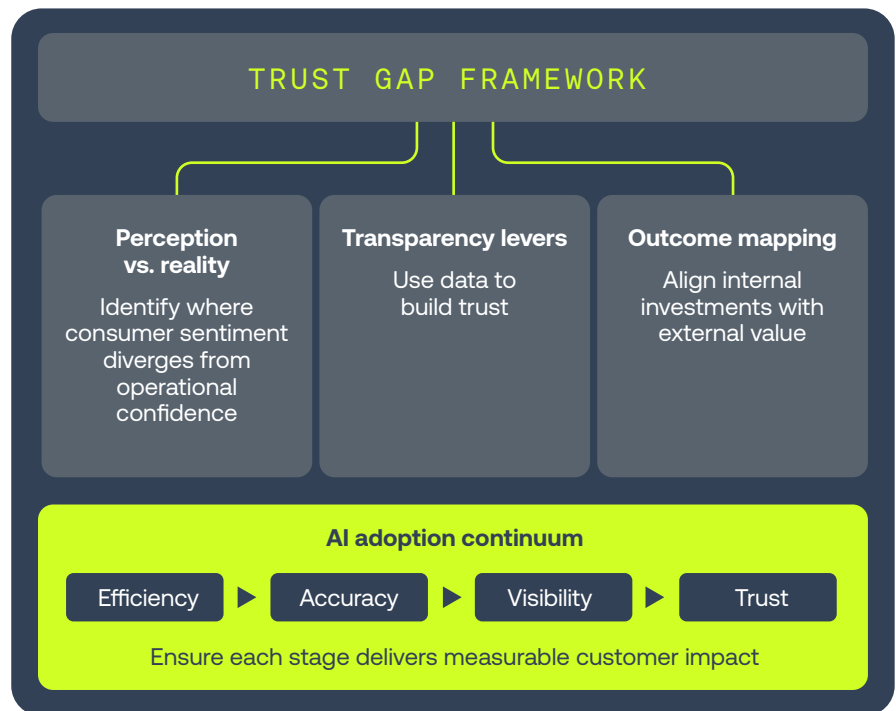 TRUST GAP FRAMEWORK
Perception
vs. reality
Identify where
consumer sentiment
diverges from
operational
confidence
Transparency levers
Use data to
build trust
Outcome mapping
Align internal
investments with
external value
AI adoption continuum
Efficiency
Accuracy
Visibility
Trust
Ensure each stage delivers measurable customer impact